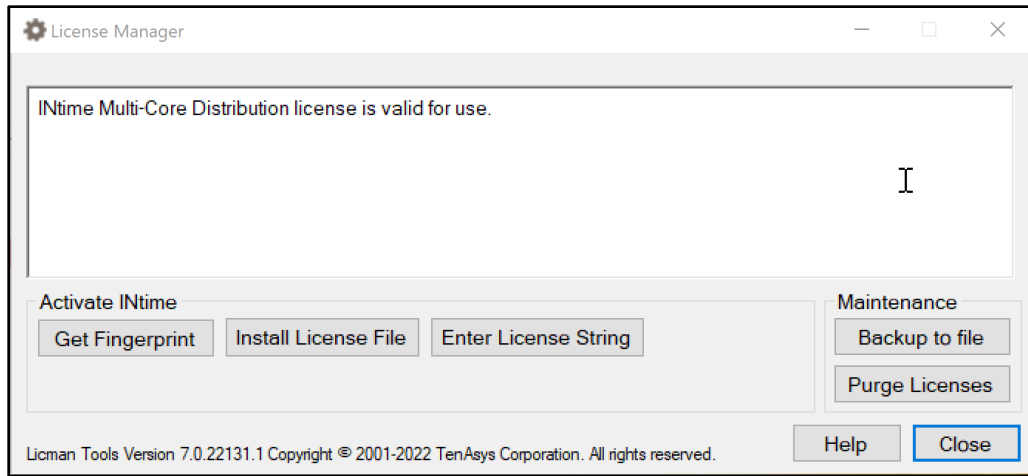 License Manager
INtime Multi-Core Distribution license is valid for use.
Activate INtime
Get Fingerprint
Install License File
Enter License String
Maintenance
Backup to file
Purge Licenses
Licman Tools Version 7.0.22131.1 Copyright © 2001-2022 TenAsys Corporation. All rights reserved.
Help
Close